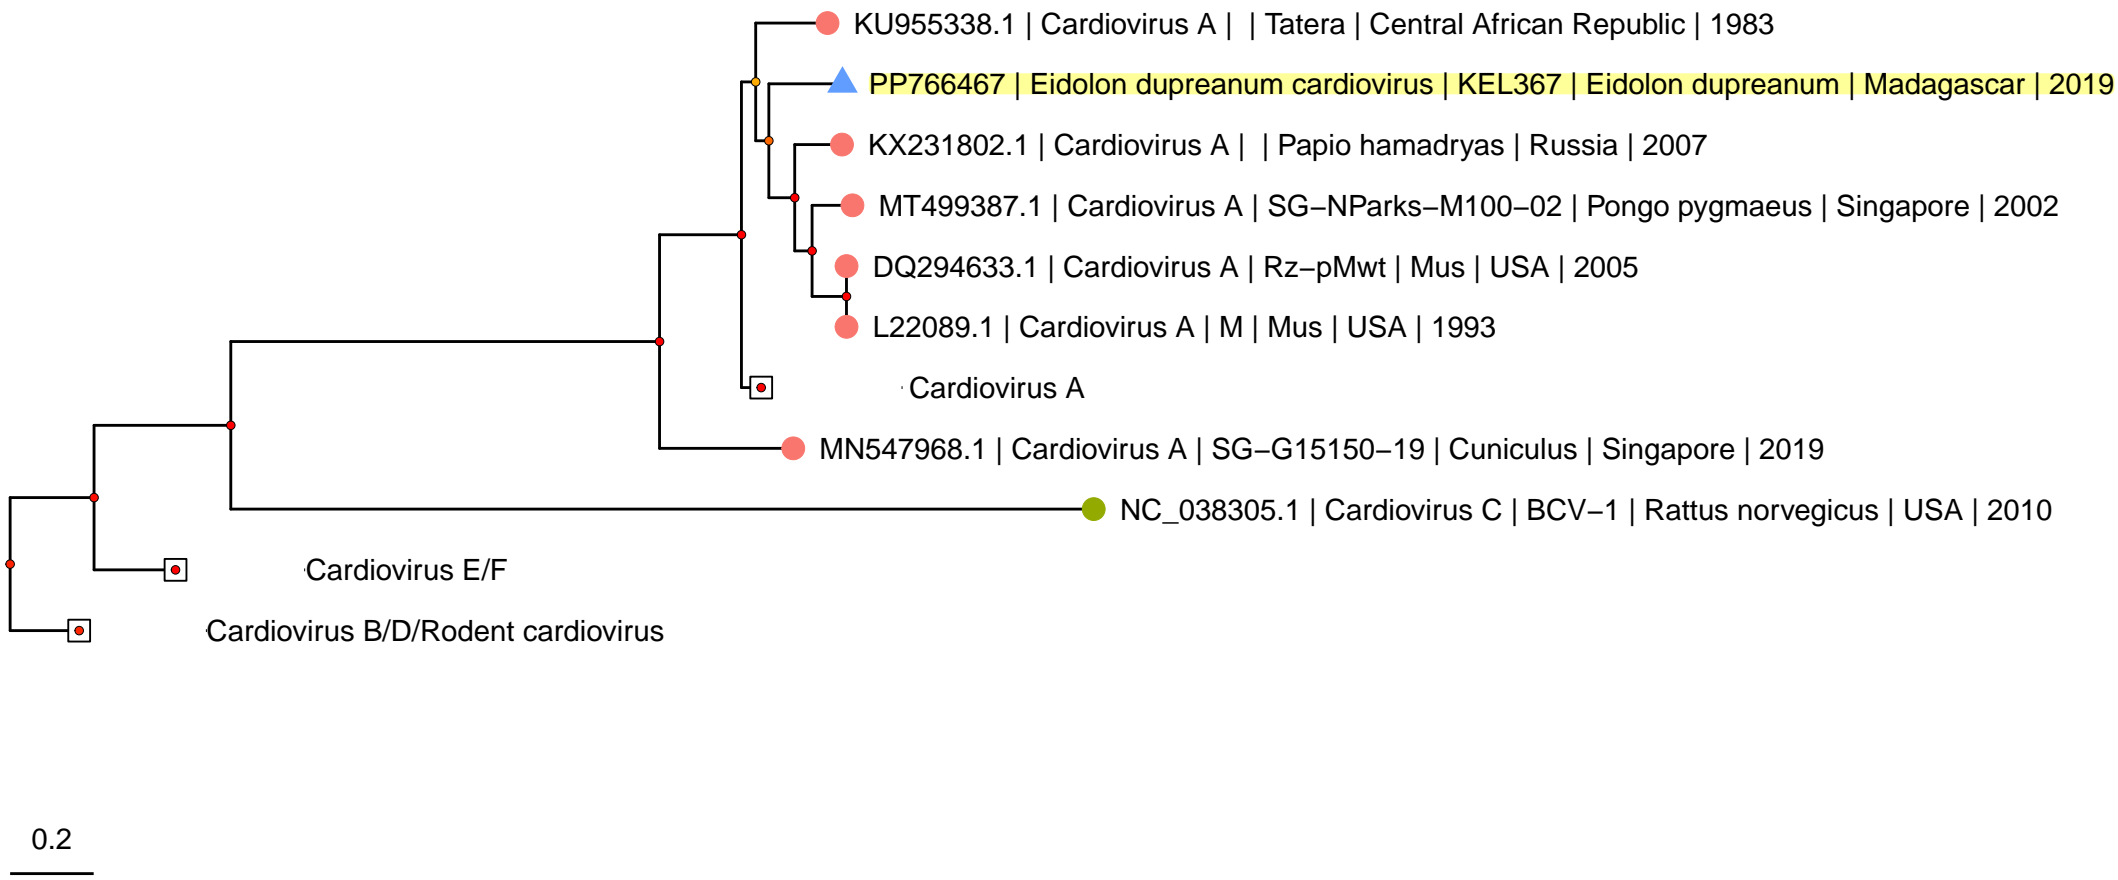 KU955338.1 | Cardiovirus A | | Tatera | Central African Republic | 1983
PP766467 | Eidolon dupreanum cardiovirus | KEL367 | Eidolon dupreanum | Madagascar | 2019
KX231802.1 | Cardiovirus A | | Papio hamadryas | Russia | 2007
MT499387.1 | Cardiovirus A | SG−NParks−M100−02 | Pongo pygmaeus | Singapore | 2002
DQ294633.1 | Cardiovirus A | Rz−pMwt | Mus | USA | 2005
L22089.1 | Cardiovirus A | M | Mus | USA | 1993
Cardiovirus A
MN547968.1 | Cardiovirus A | SG−G15150−19 | Cuniculus | Singapore | 2019
NC_038305.1 | Cardiovirus C | BCV−1 | Rattus norvegicus | USA | 2010
Cardiovirus E/F
Cardiovirus B/D/Rodent cardiovirus
0.2